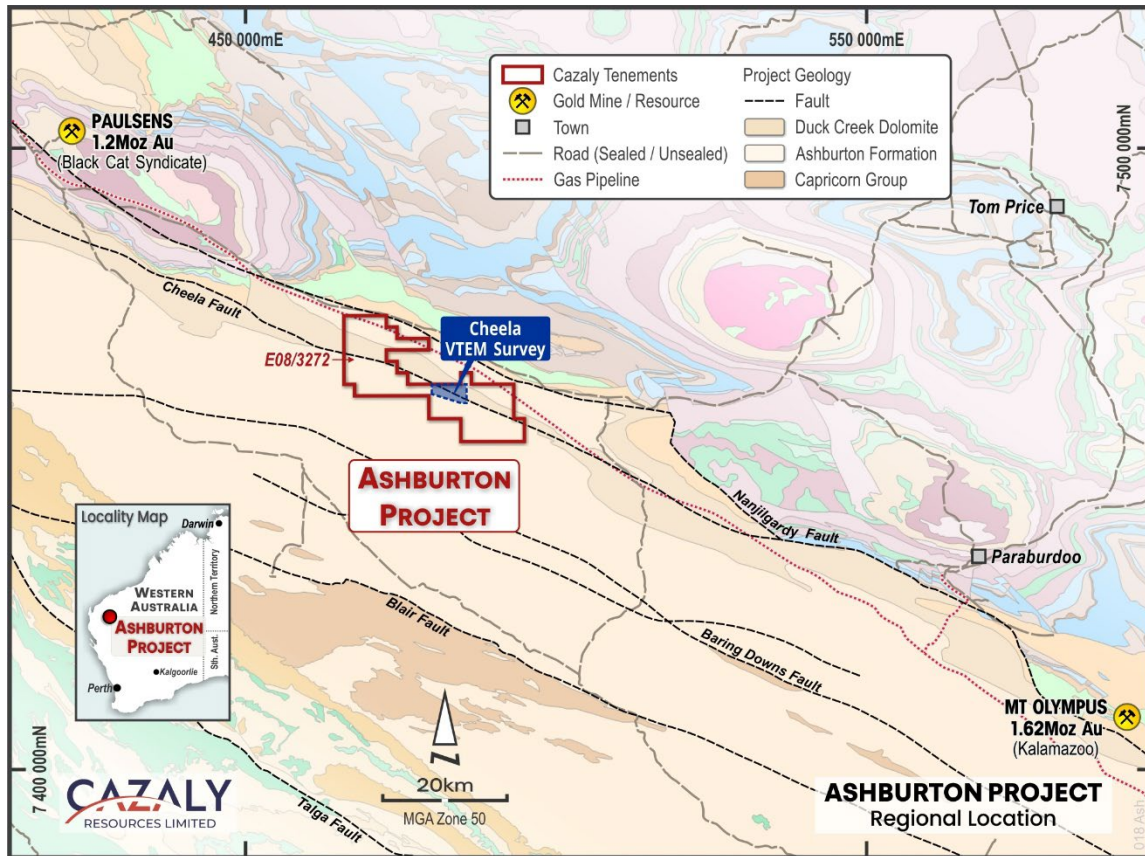 450 000mE
550 000mE
Cazaly Tenements
Gold Mine / Resource
Town
Road (Sealed / Unsealed)
Gas Pipeline
Project Geology
Fault
Duck Creek Dolomite
Ashburton Formation
Capricorn Group
PAULSENS
1.2Moz Au
(Black Cat Syndicate)
7 500 000mN
Tom Price
Cheela Fault
Cheela
VTEM Survey
E08/3272
ASHBURTON
PROJECT
Nanjilgardy Fault
Paraburdoo
Locality Map
Darwin
Northern Territory
WESTERN
AUSTRALIA
ASHBURTON
PROJECT
Sth. Aust.
Kalgoorlie
Perth
Blair Fault
Baring Downs Fault
MT OLYMPUS
1.62Moz Au
(Kalamazoo)
7 400 000mN
CAZALY
RESOURCES LIMITED
Talga Fault
N
20km
MGA Zone 50
ASHBURTON PROJECT
Regional Location